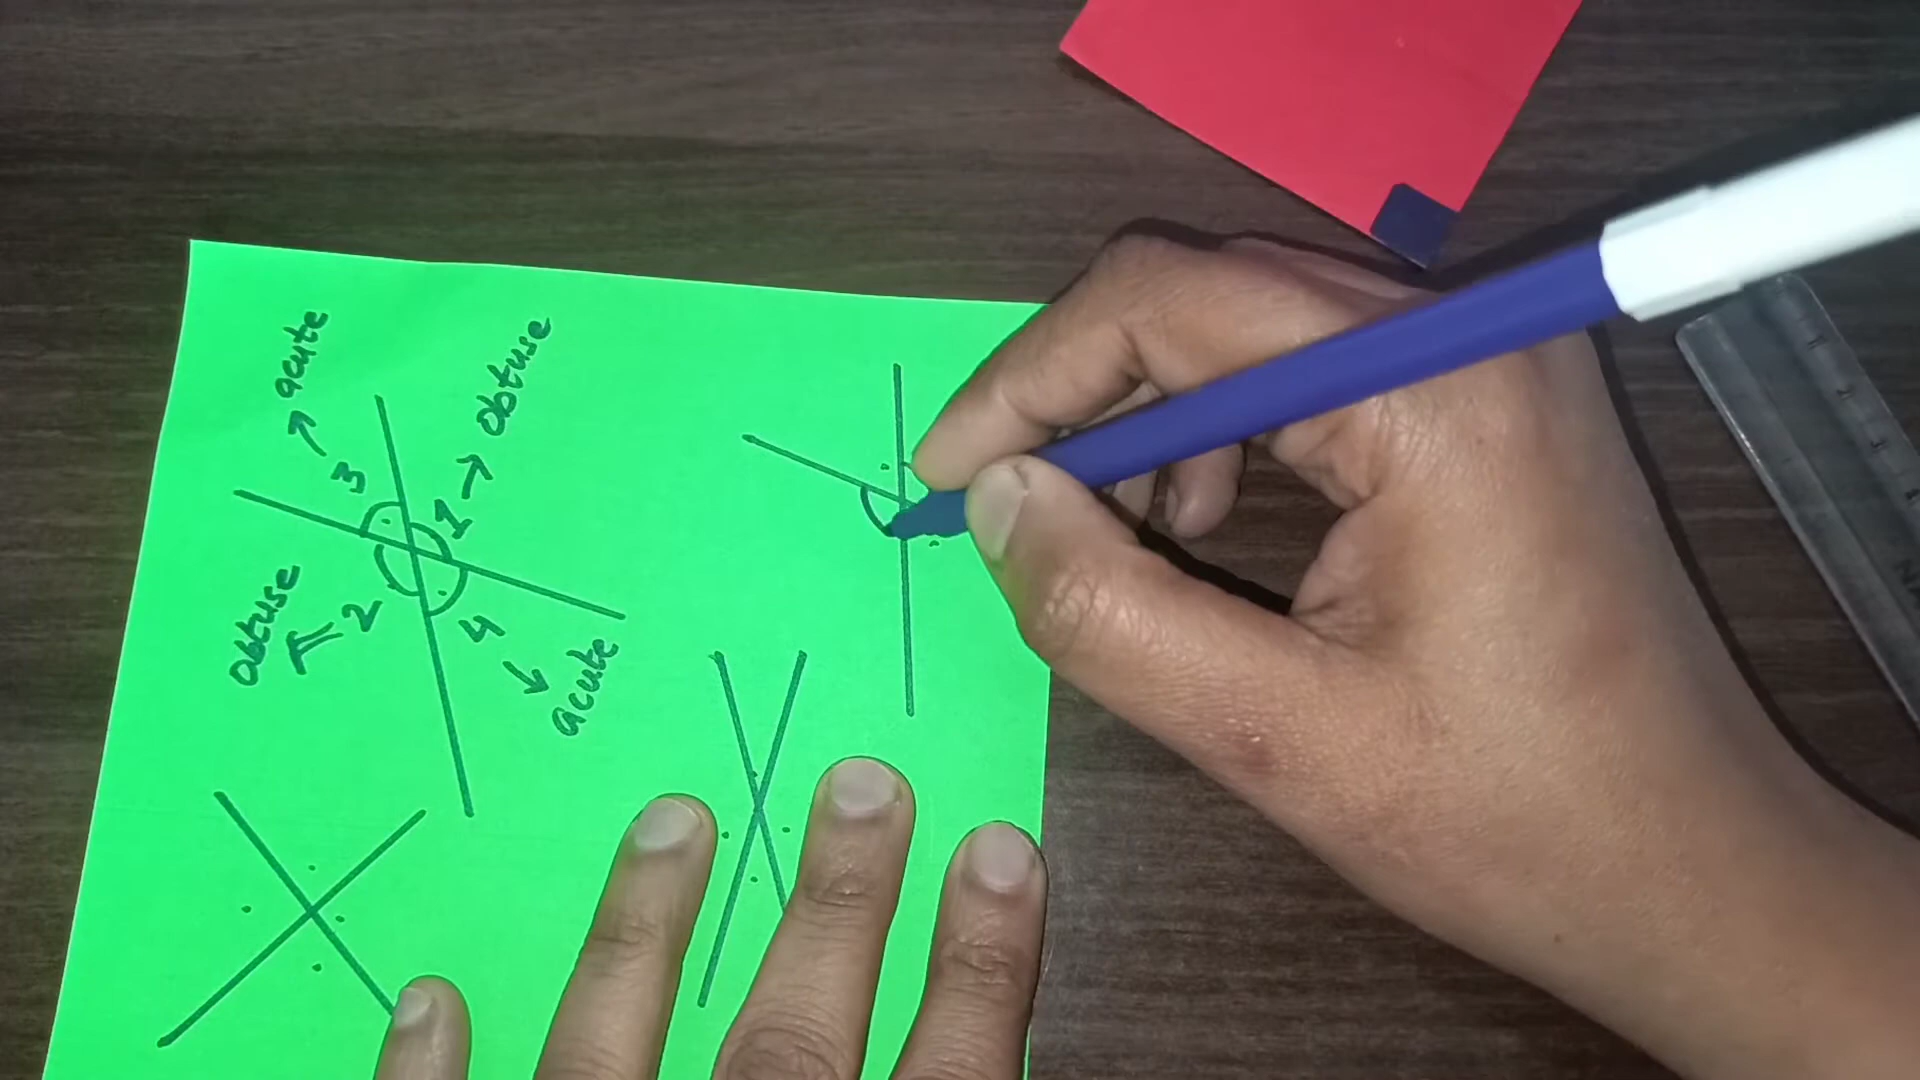 3 → acute
1 → obtuse
2 → obtuse
4 → acute